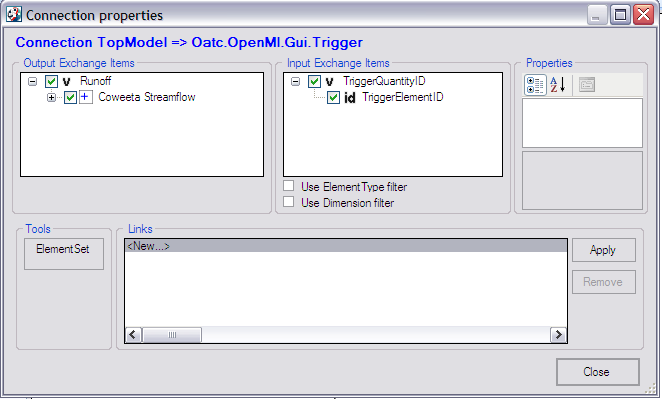 Connection properties
Connection TopModel => Oatc.OpenMI.Gui.Trigger
Output Exchange Items
Input Exchange Items
Properties
v Runoff
Coweeta Streamflow
v TriggerQuantityID
id TriggerElementID
A
Z
Use ElementType filter
Use Dimension filter
Tools
Links
ElementSet
<New...>
Apply
Remove
Close